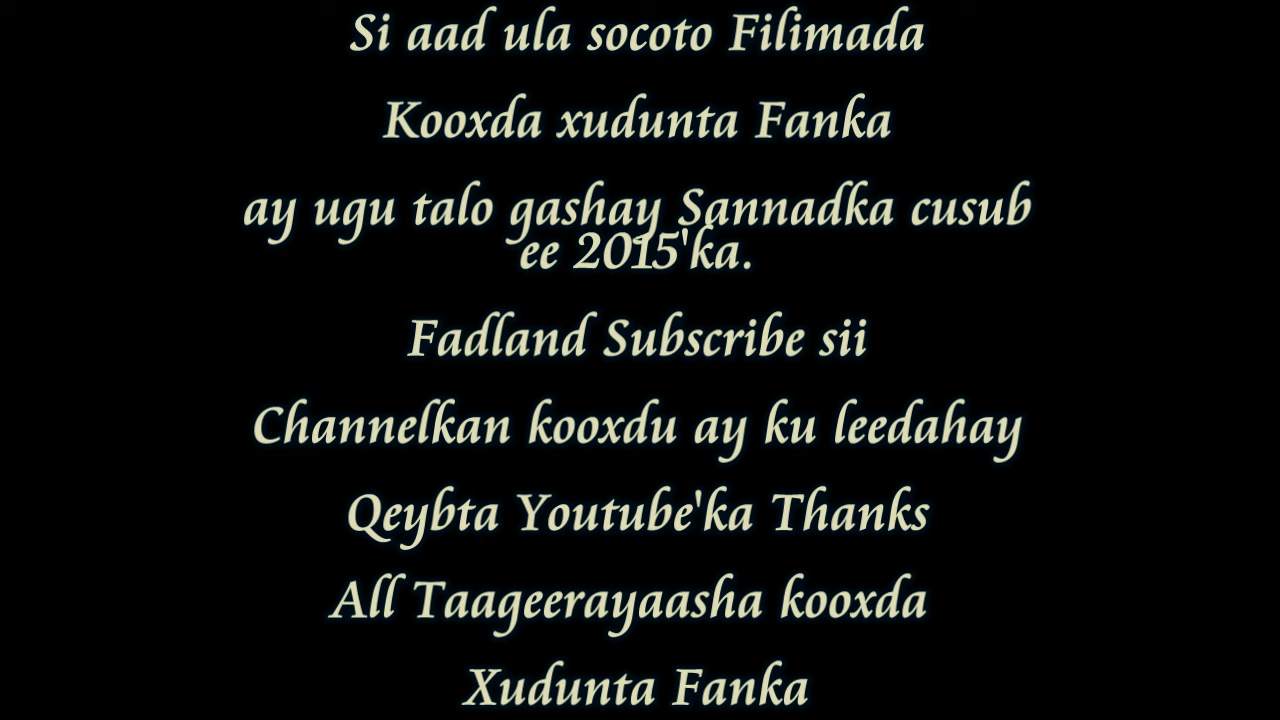 Si aad ula socoto Filimada
Kooxda xudunta Fanka
ay ugu talo gashay Sannadka cusub
ee 2015'ka.
Fadland Subscribe sii
Channelkan kooxdu ay ku leedahay
Qeybta Youtube'ka Thanks
All Taageerayaasha kooxda
Xudunta Fanka